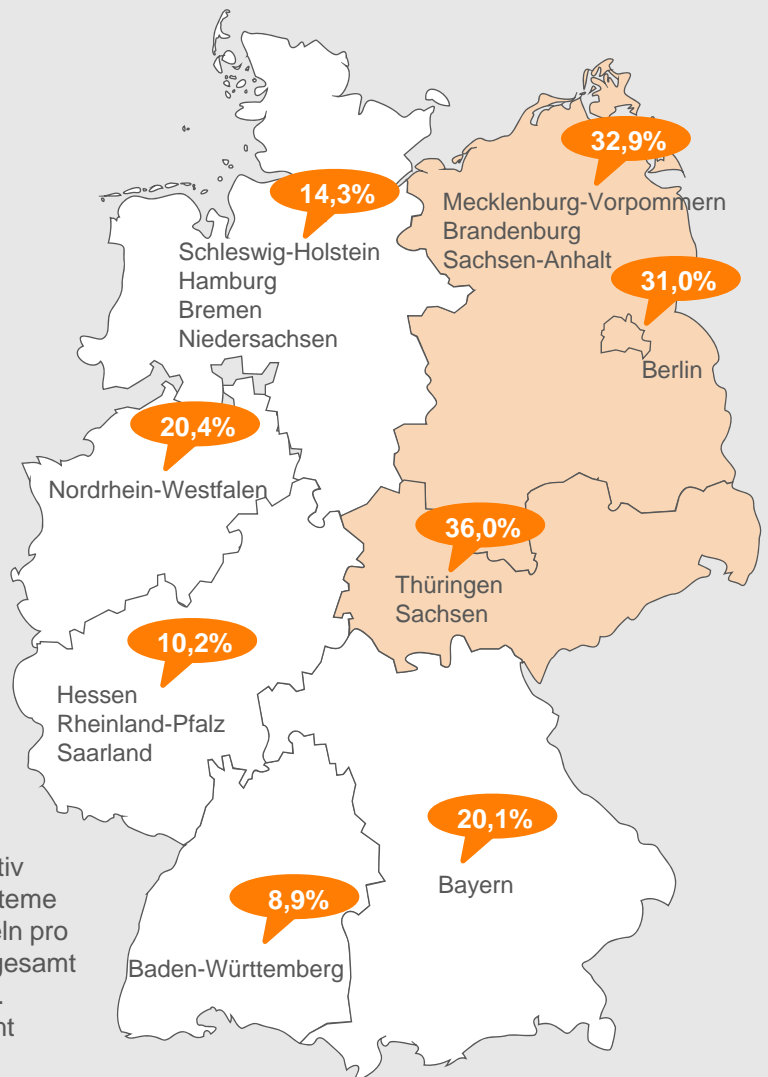 32,9%
Mecklenburg-Vorpommern
Brandenburg
Sachsen-Anhalt
14,3%
Schleswig-Holstein
Hamburg
Bremen
Niedersachsen
31,0%
Berlin
20,4%
Nordrhein-Westfalen
36,0%
Thüringen
Sachsen
10,2%
Hessen
Rheinland-Pfalz
Saarland
20,1%
Bayern
8,9%
Baden-Württemberg
pro